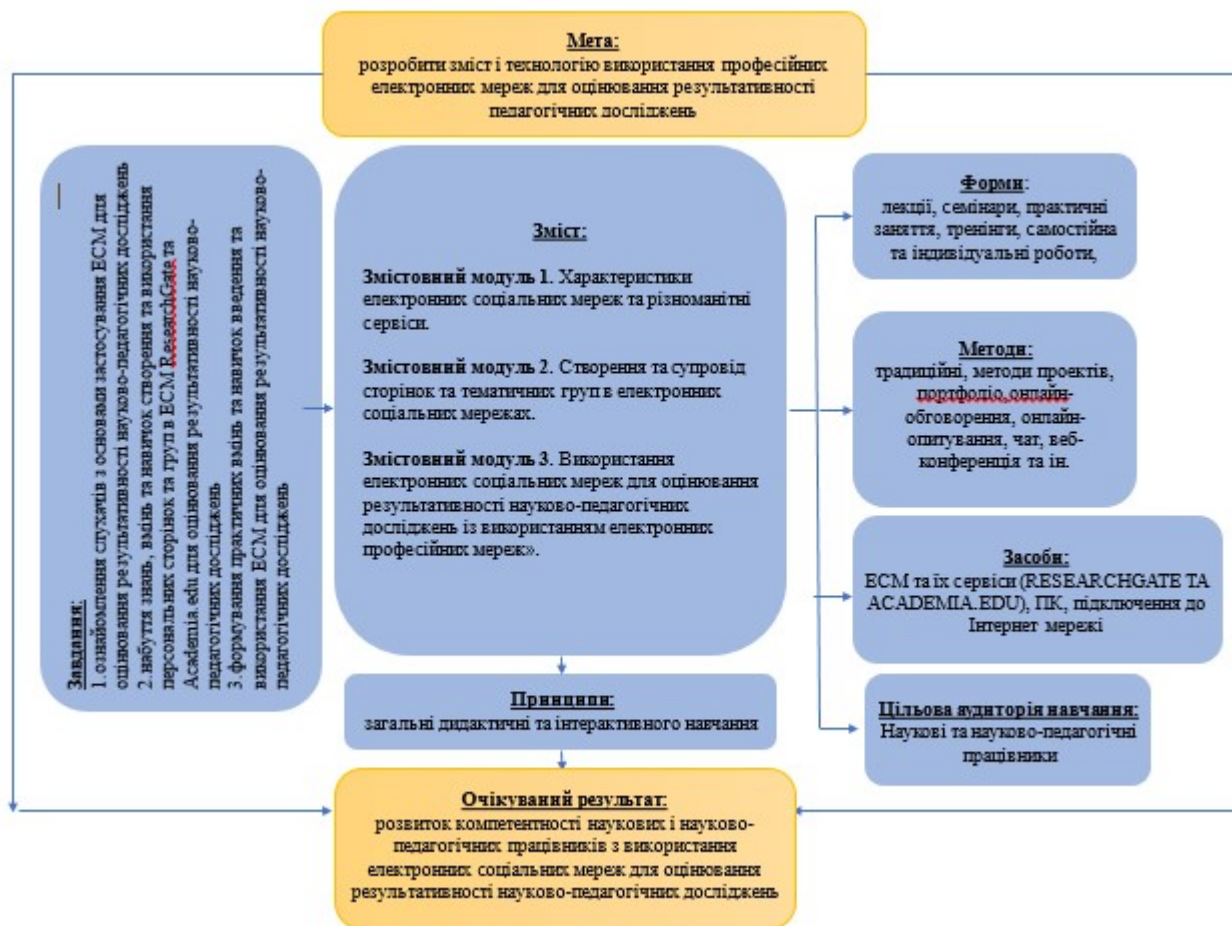 Мета:
розробити зміст і технологію використання професійних
електронних мереж для оцінювання результативності
педагогічних досліджень
Завдання:
1. ознайомлення слухачів з основами застосування ЕСМ для
оцінювання результативності науково-педагогічних досліджень
2. набуття знань, вмінь та навичок створення та використання
персональних сторінок та груп в ЕСМ ResearchGate та
Academia.edu для оцінювання результативності науково-
педагогічних досліджень
3. формування практичних вмінь та навичок введення та
використання ЕСМ для оцінювання результативності науково-
педагогічних досліджень
Зміст:
Змістовний модуль 1. Характеристики
електронних соціальних мереж та різноманітні
сервіси.
Змістовний модуль 2. Створення та супровід
сторінок та тематичних груп в електронних
соціальних мережах.
Змістовний модуль 3. Використання
електронних соціальних мереж для оцінювання
результативності науково-педагогічних
досліджень із використанням електронних
професійних мереж».
Форми:
лекції, семінари, практичні
заняття, тренінги, самостійна
та індивідуальні роботи,
Методи:
традиційні, методи проектів,
портфоліо, онлайн-
обговорення, онлайн-
опитування, чат, веб-
конференція та ін.
Засоби:
ЕСМ та їх сервіси (RESEARCHGATE ТА
ACADEMIA.EDU), ПК, підключення до
Інтернет мережі
Цільова аудиторія навчання:
Наукові та науково-педагогічні
працівники
Принципи:
загальні дидактичні та інтерактивного навчання
Очікуваний результат:
розвиток компетентності наукових і науково-
педагогічних працівників з використання
електронних соціальних мереж для оцінювання
результативності науково-педагогічних досліджень